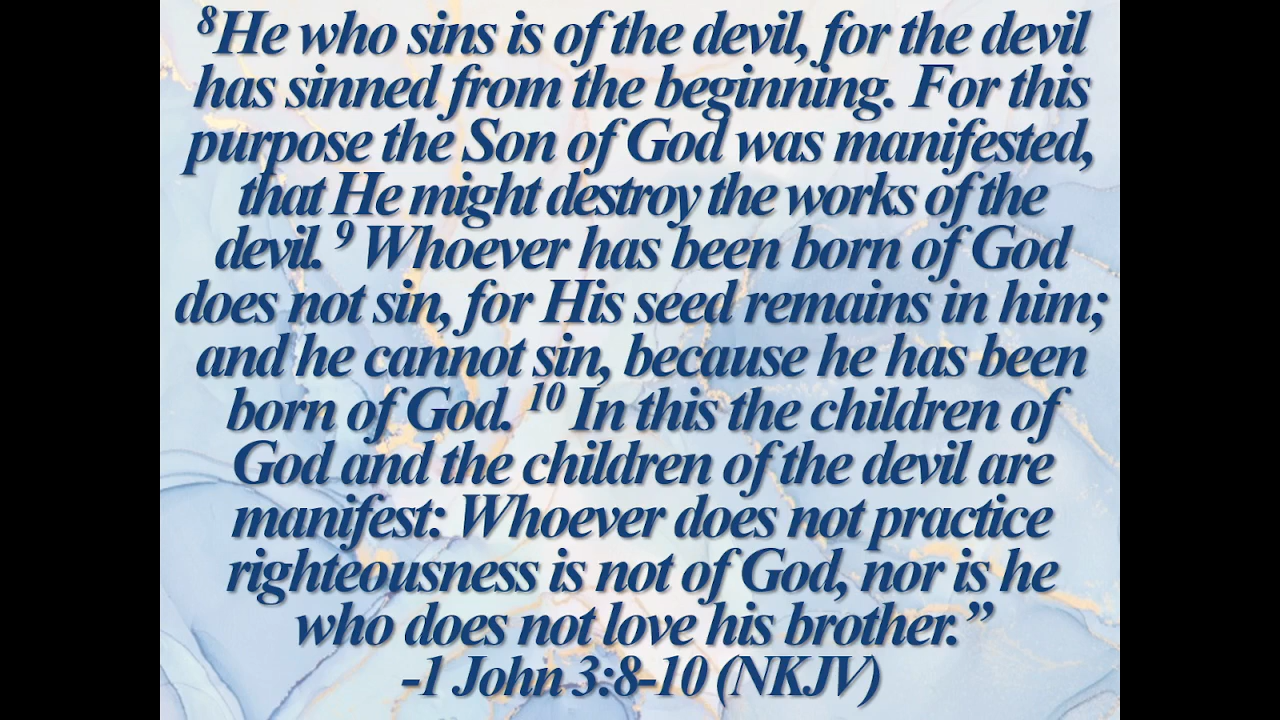 ⁸He who sins is of the devil, for the devil
has sinned from the beginning. For this
purpose the Son of God was manifested,
that He might destroy the works of the
devil. ⁹ Whoever has been born of God
does not sin, for His seed remains in him;
and he cannot sin, because he has been
born of God. ¹⁰ In this the children of
God and the children of the devil are
manifest: Whoever does not practice
righteousness is not of God, nor is he
who does not love his brother.”
-1 John 3:8-10 (NKJV)